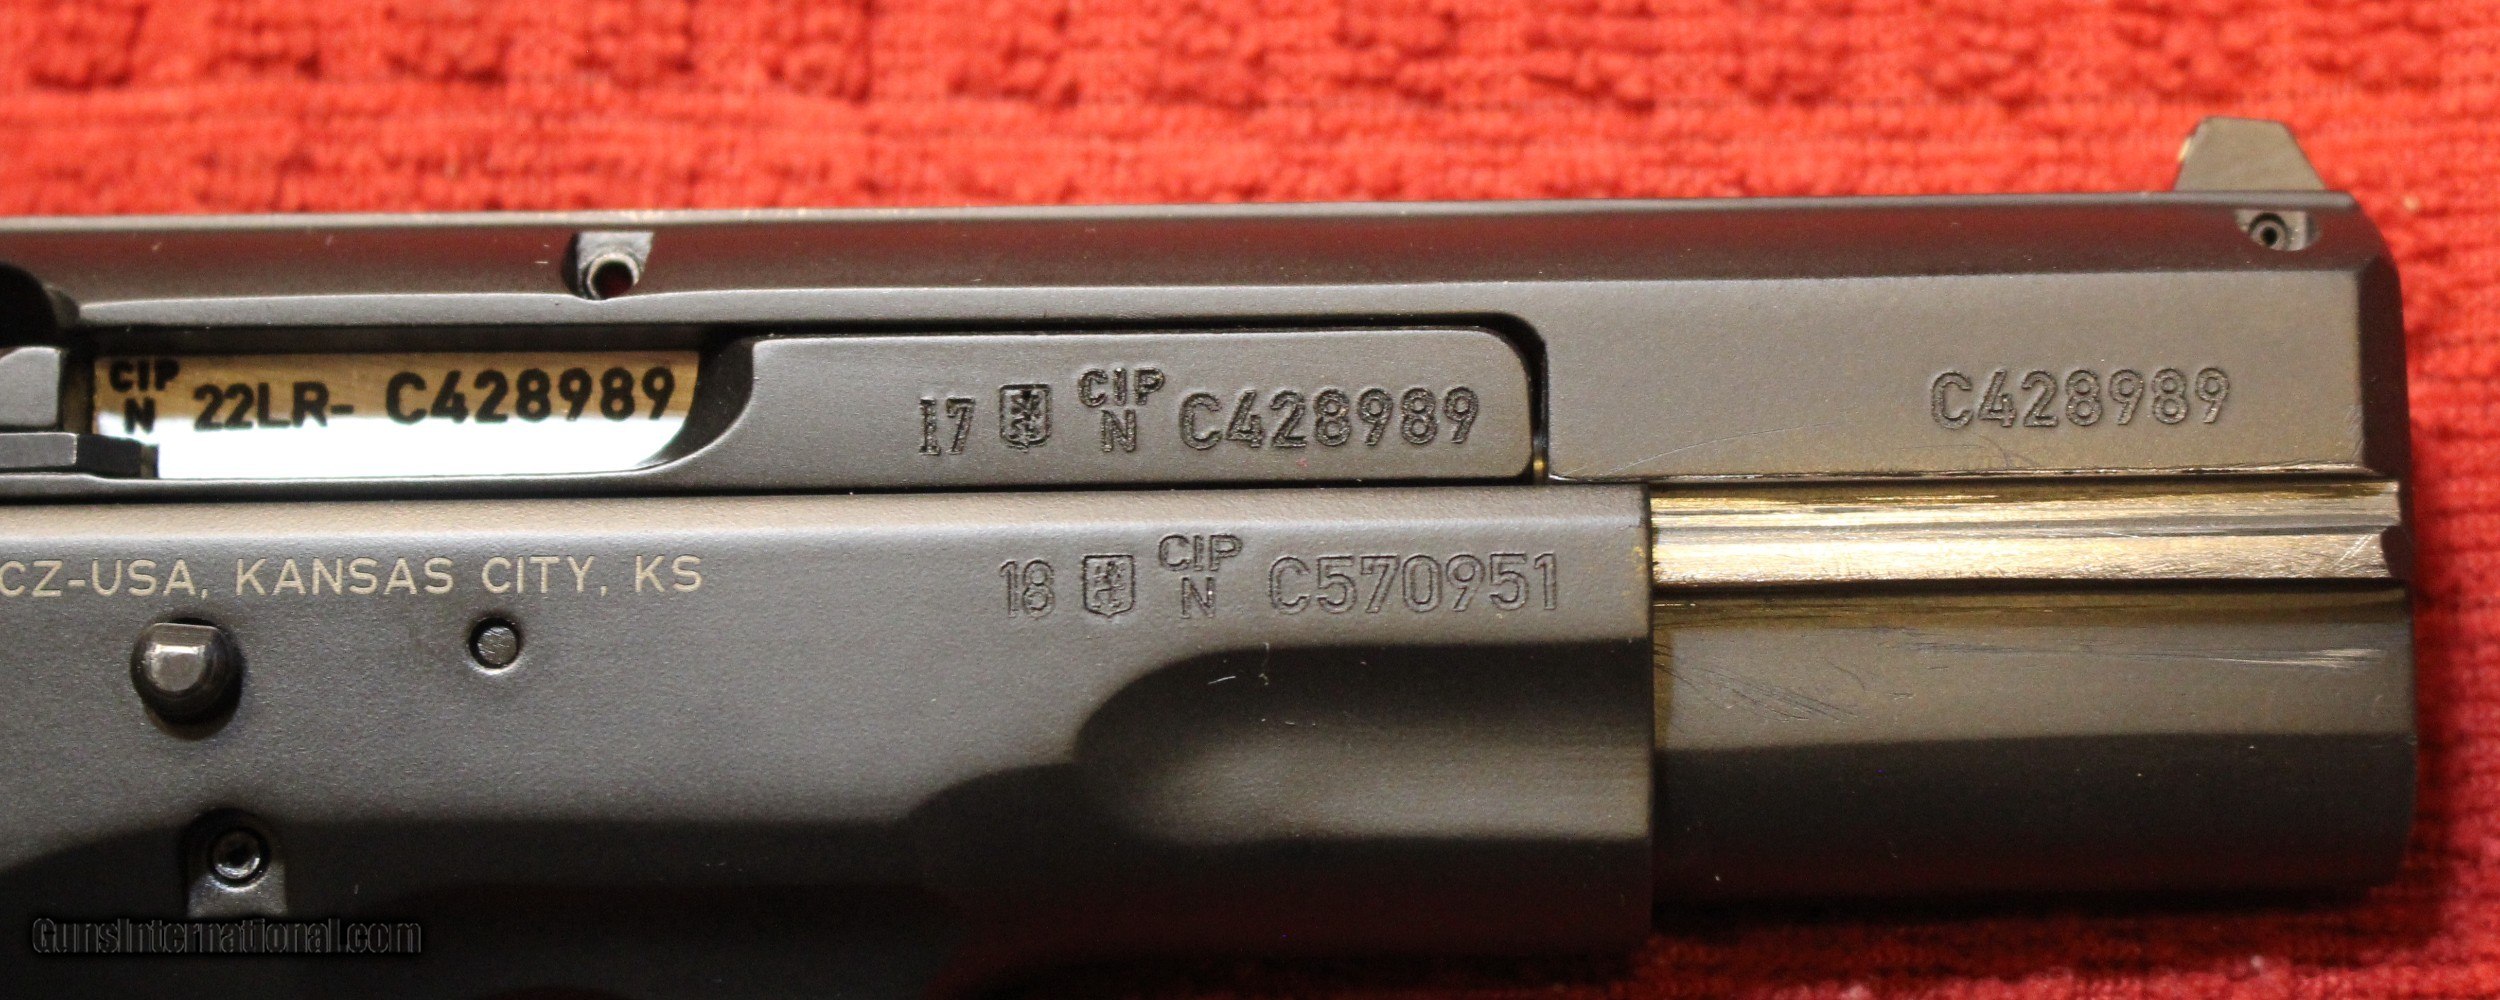 CIP
N 22LR- C428989
17 CIP
N C428989
C428989
CZ-USA, KANSAS CITY, KS
18 CIP
N C570951
GunsInternational.com